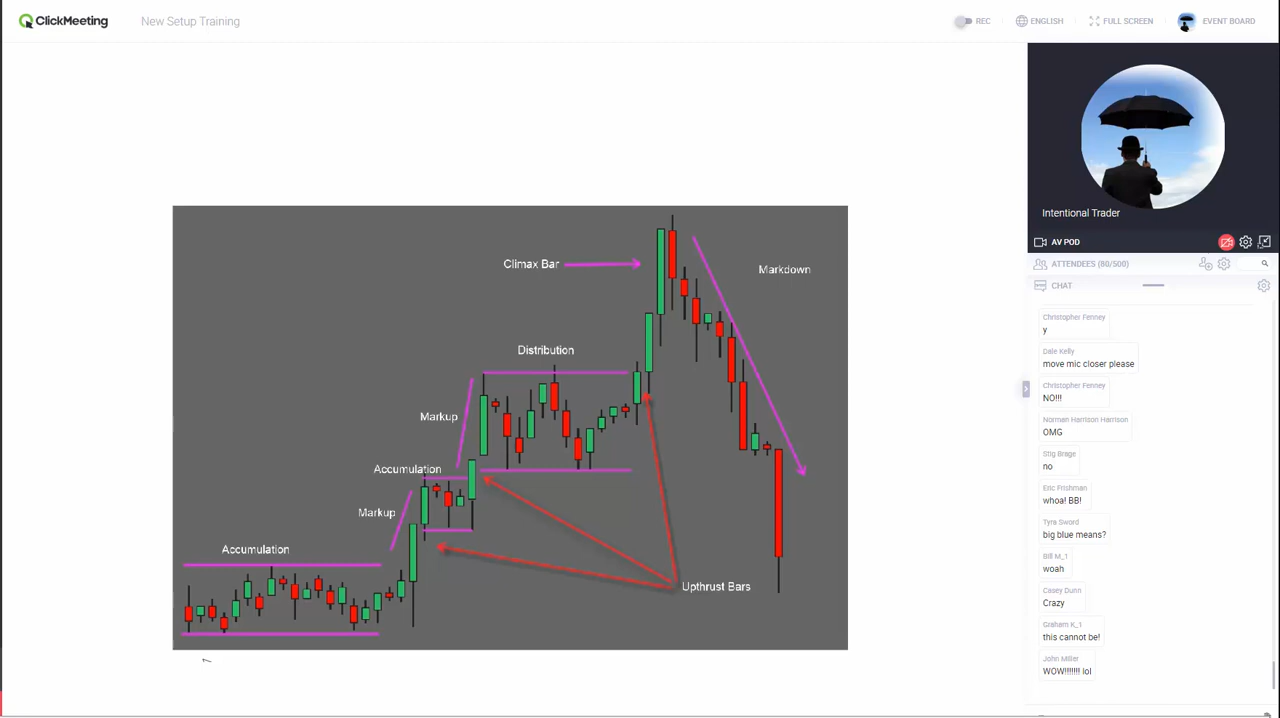 ClickMeeting
New Setup Training
REC
ENGLISH
FULL SCREEN
EVENT BOARD
Climax Bar
Markdown
Distribution
Markup
Accumulation
Markup
Accumulation
Upthrust Bars
Intentional Trader
AV POD
ATTENDEES (80/500)
CHAT
Christopher Fenney
y
Dale Kelly
move mic closer please
Christopher Fenney
NO!!!
Norman Harrison Harrison
OMG
Stig Brage
no
Eric Frishman
whoa! BB!
Tyra Sword
big blue means?
Bill M_1
woah
Casey Dunn
Crazy
Graham K_1
this cannot be!
John Miller
WOW!!!!!!! lol